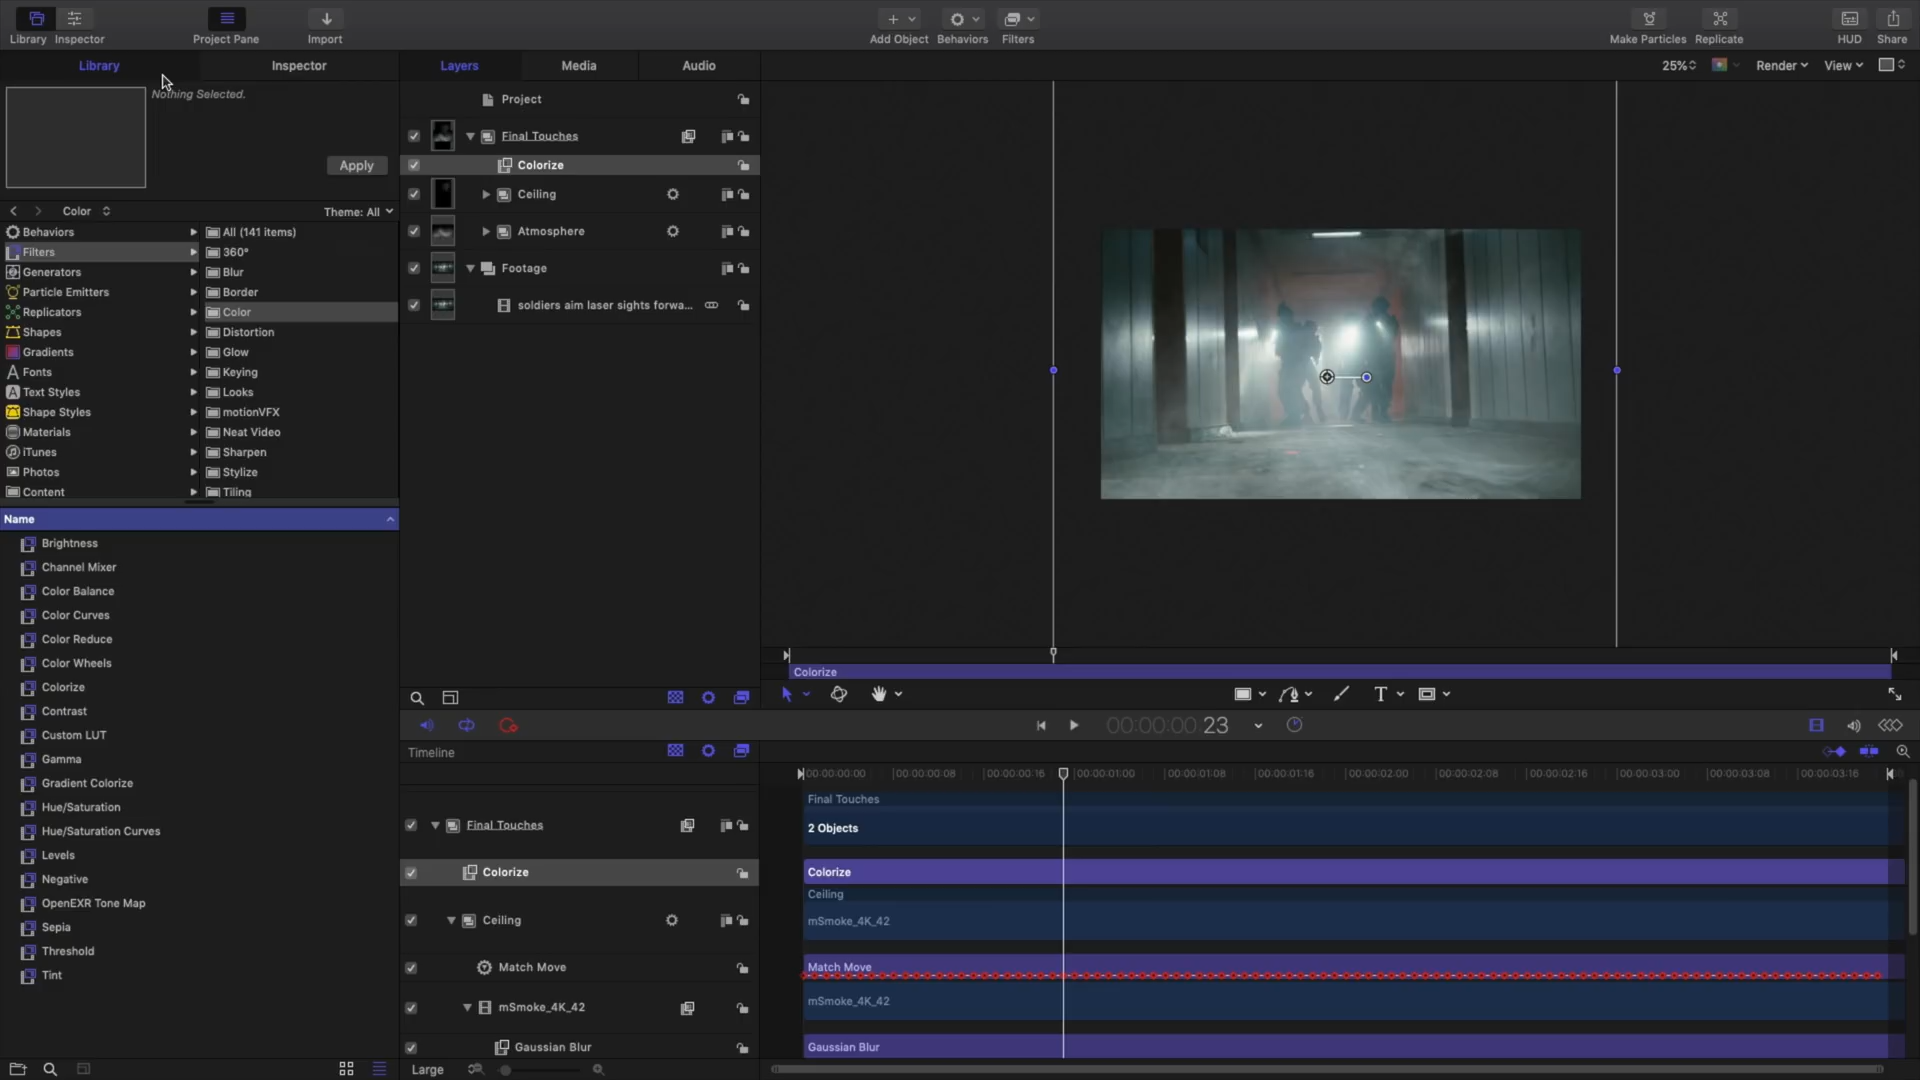 Library
Inspector
Project Pane
Import
Add Object
Behaviors
Filters
Make Particles
Replicate
HUD
Share
Library
Inspector
Layers
Media
Audio
25%
Render
View
Nothing Selected.
Apply
Color
Theme: All
Behaviors
Filters
Generators
Particle Emitters
Replicators
Shapes
Gradients
Fonts
Text Styles
Shape Styles
Materials
iTunes
Photos
Content
All (141 items)
360°
Blur
Border
Color
Distortion
Glow
Keying
Looks
motionVFX
Neat Video
Sharpen
Stylize
Tiling
Name
Brightness
Channel Mixer
Color Balance
Color Curves
Color Reduce
Color Wheels
Colorize
Contrast
Custom LUT
Gamma
Gradient Colorize
Hue/Saturation
Hue/Saturation Curves
Levels
Negative
OpenEXR Tone Map
Sepia
Threshold
Tint
Project
Final Touches
Colorize
Ceiling
Atmosphere
Footage
soldiers aim laser sights forwa...
Colorize
T
00:00:00:23
Timeline
00:00:00:00
00:00:00:08
00:00:00:16
00:00:01:00
00:00:01:08
00:00:01:16
00:00:02:00
00:00:02:08
00:00:02:16
00:00:03:00
00:00:03:08
00:00:03:16
Final Touches
Colorize
Ceiling
Match Move
mSmoke_4K_42
Gaussian Blur
Large
Final Touches
2 Objects
Colorize
Ceiling
mSmoke_4K_42
Match Move
mSmoke_4K_42
Gaussian Blur